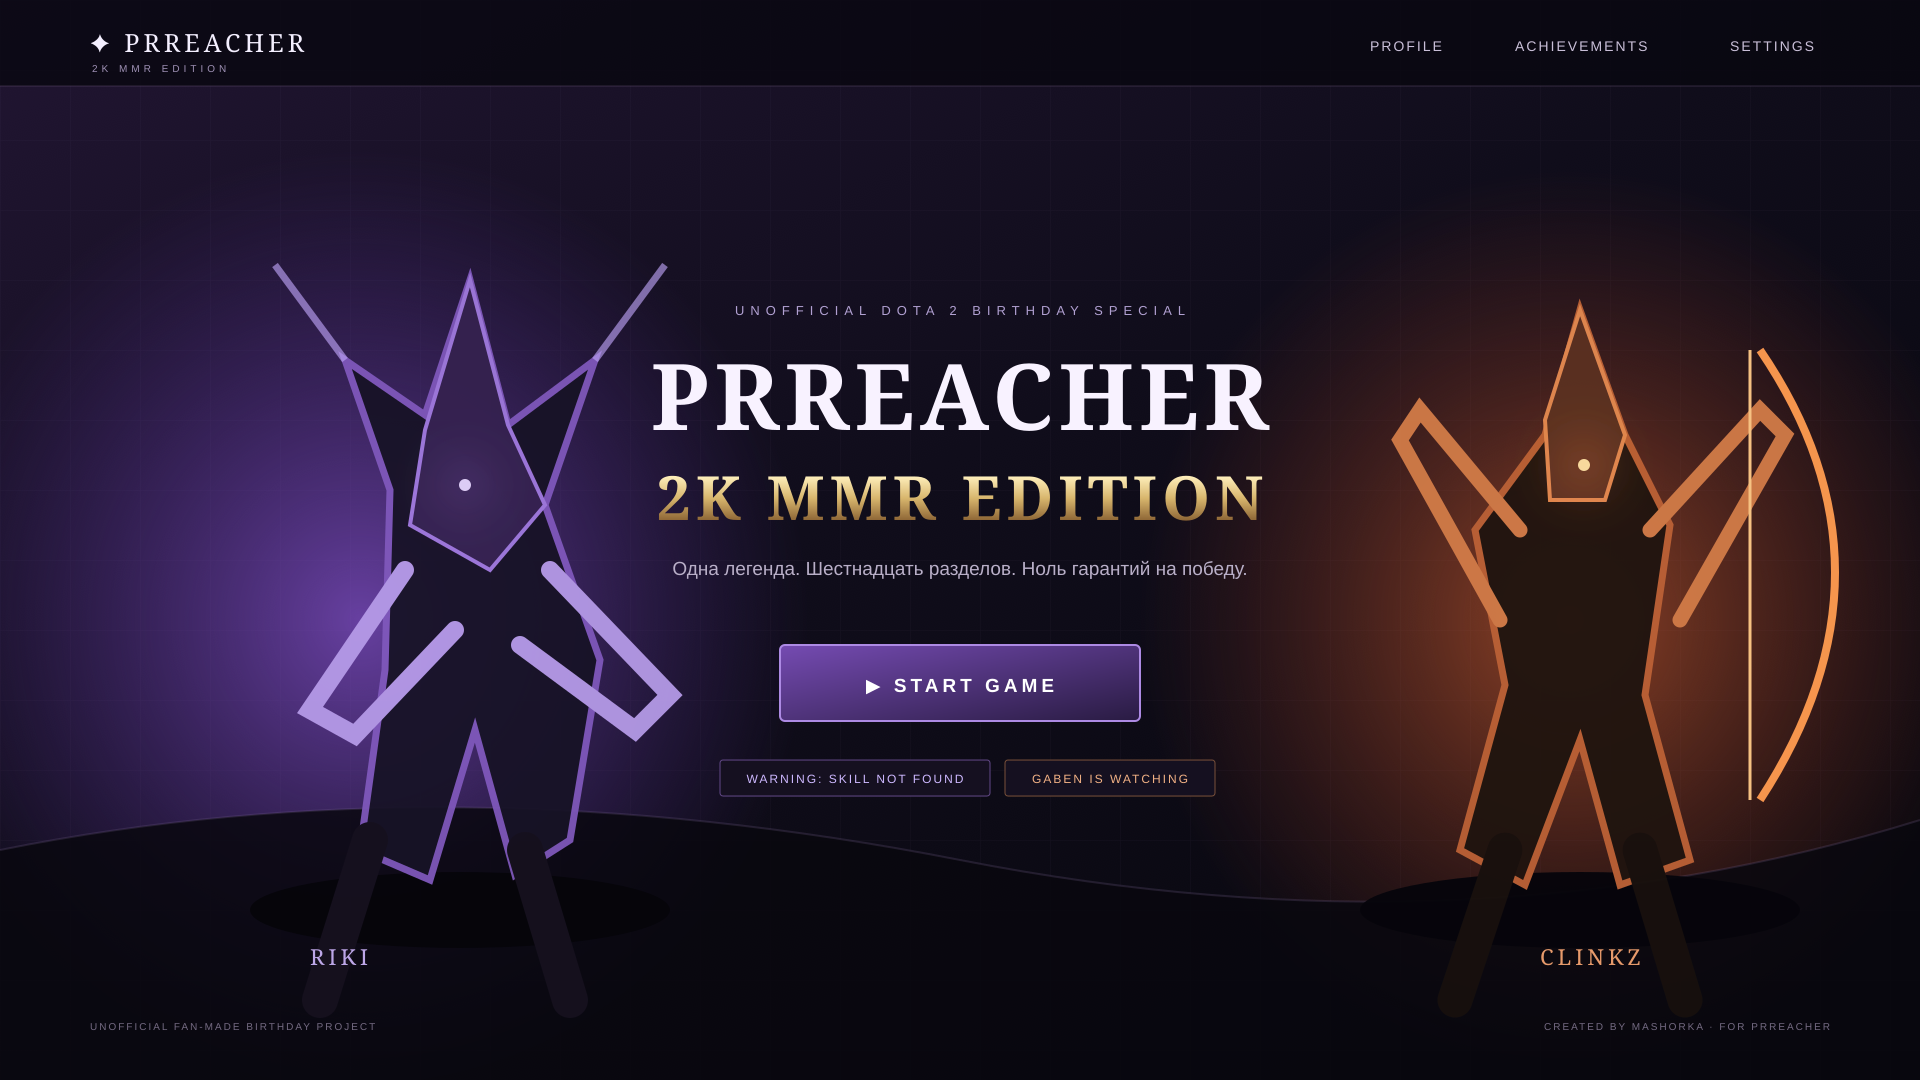 ✦ PRREACHER
2K MMR EDITION
PROFILE ACHIEVEMENTS SETTINGS
UNOFFICIAL DOTA 2 BIRTHDAY SPECIAL
PRREACHER
2K MMR EDITION
Одна легенда. Шестнадцать разделов. Ноль гарантий на победу.
▶ START GAME
WARNING: SKILL NOT FOUND
GABEN IS WATCHING
RIKI
CLINKZ
UNOFFICIAL FAN-MADE BIRTHDAY PROJECT
CREATED BY MASHORKA · FOR PRREACHER